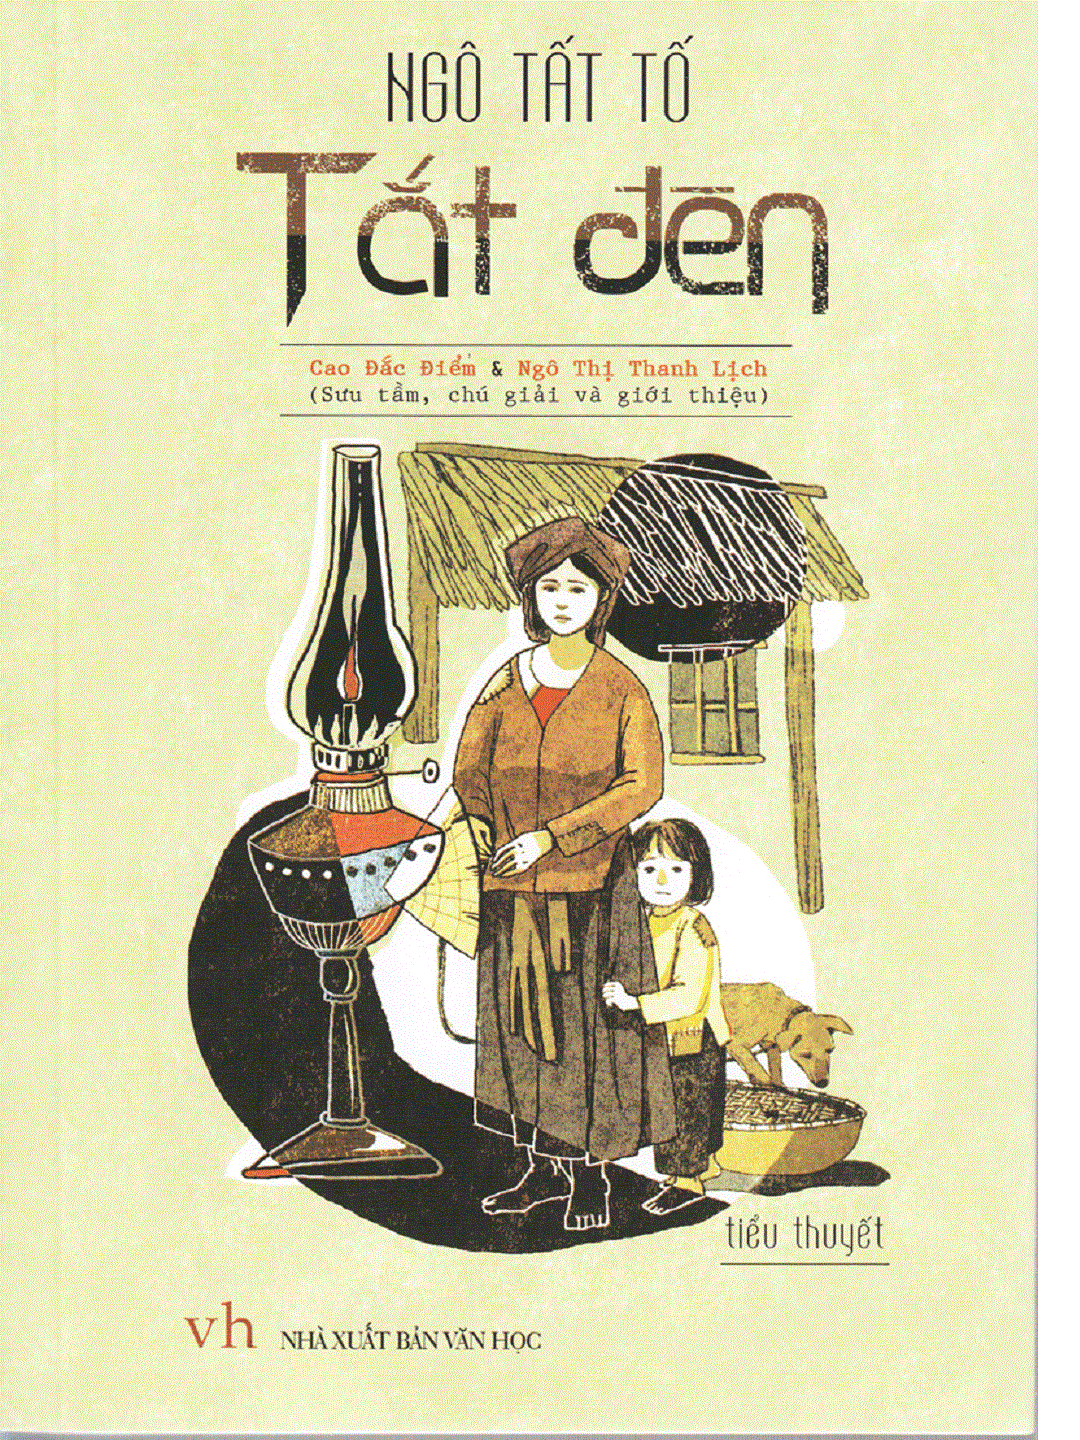 NGÔ TẤT TỐ
Tắt đèn
Cao Đắc Điểm & Ngô Thị Thanh Lịch
(Sưu tầm, chú giải và giới thiệu)
tiểu thuyết
vh NHÀ XUẤT BẢN VĂN HỌC